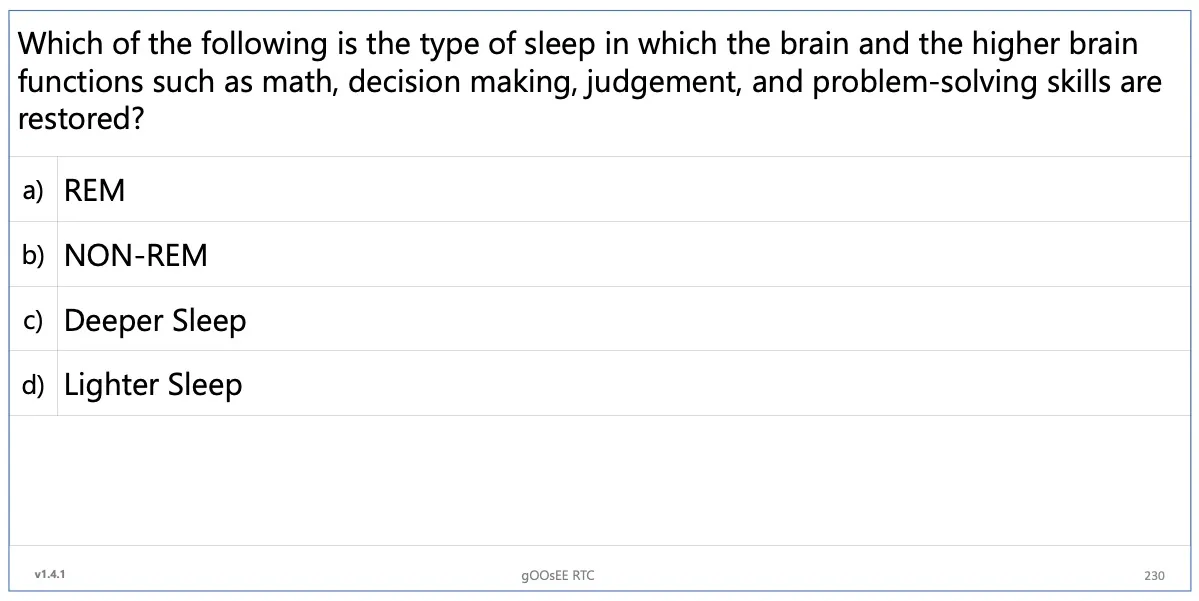 Which of the following is the type of sleep in which the brain and the higher brain
functions such as math, decision making, judgement, and problem-solving skills are
restored?
a) REM
b) NON-REM
c) Deeper Sleep
d) Lighter Sleep
v1.4.1 gOOsEE RTC 230